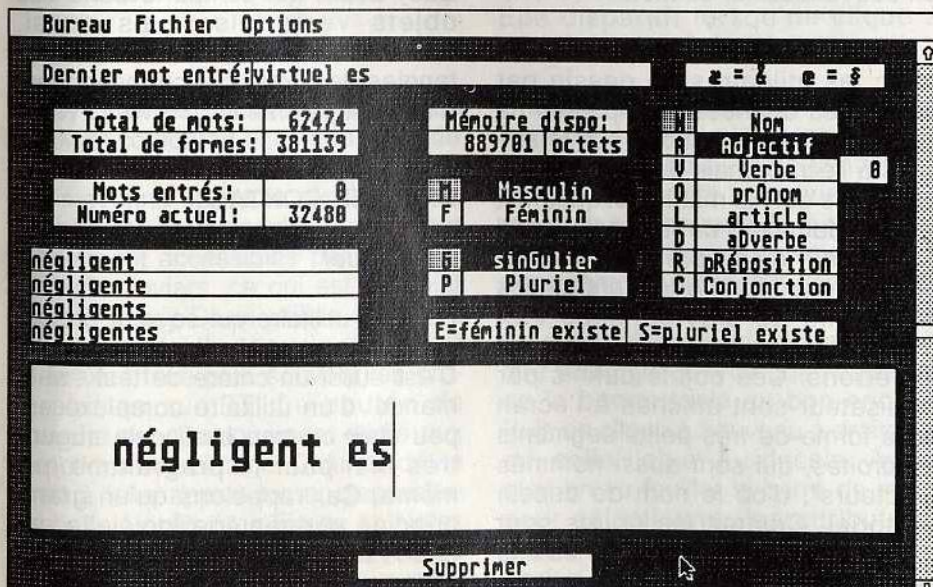 Bureau Fichier Options
Dernier mot entré:virtuel es
æ = & œ = §
Total de mots: 62474
Total de formes: 381139
Mémoire dispo:
889701 octets
Mots entrés: 0
Numéro actuel: 32480
M Masculin
F Féminin
G sinGulier
P Pluriel
N Nom
A Adjectif
V Verbe 0
O prOnom
L articLe
D aDverbe
R pRéposition
C Conjonction
négligent
négligente
négligents
négligentes
E=féminin existe S=pluriel existe
négligent es
Supprimer